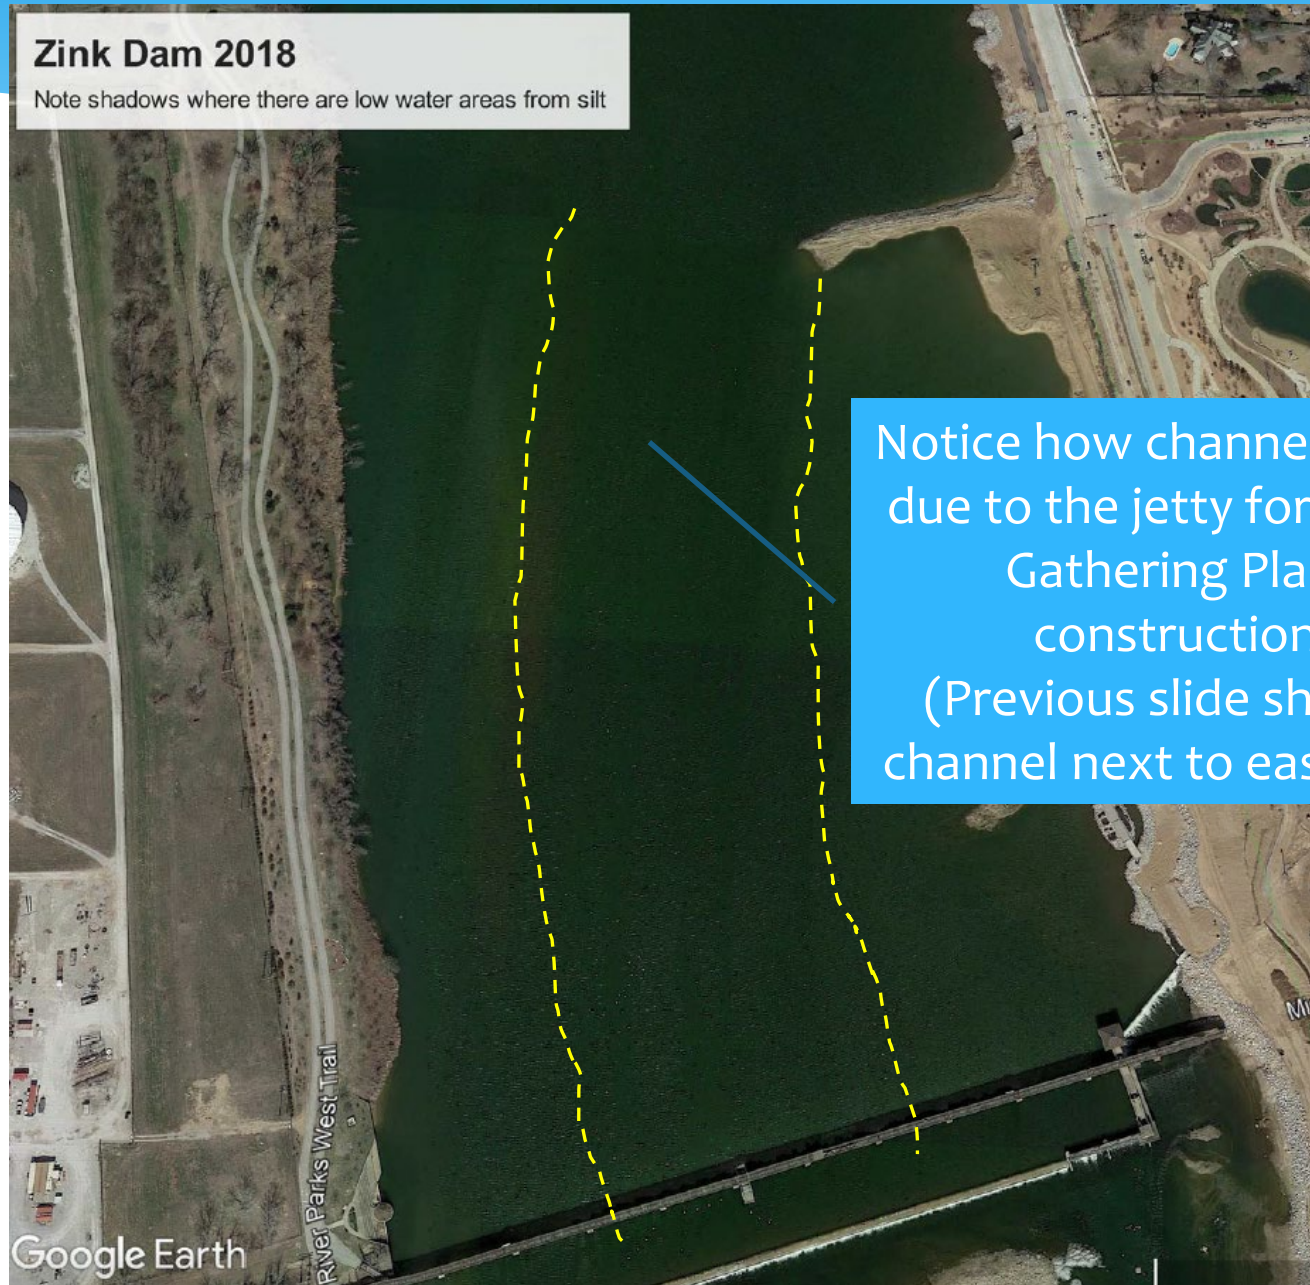 Zink Dam 2018
Note shadows where there are low water areas from silt
Notice how channe
due to the jetty for
Gathering Pla
construction
(Previous slide sh
channel next to eas
River Parks West Trail
Google Earth